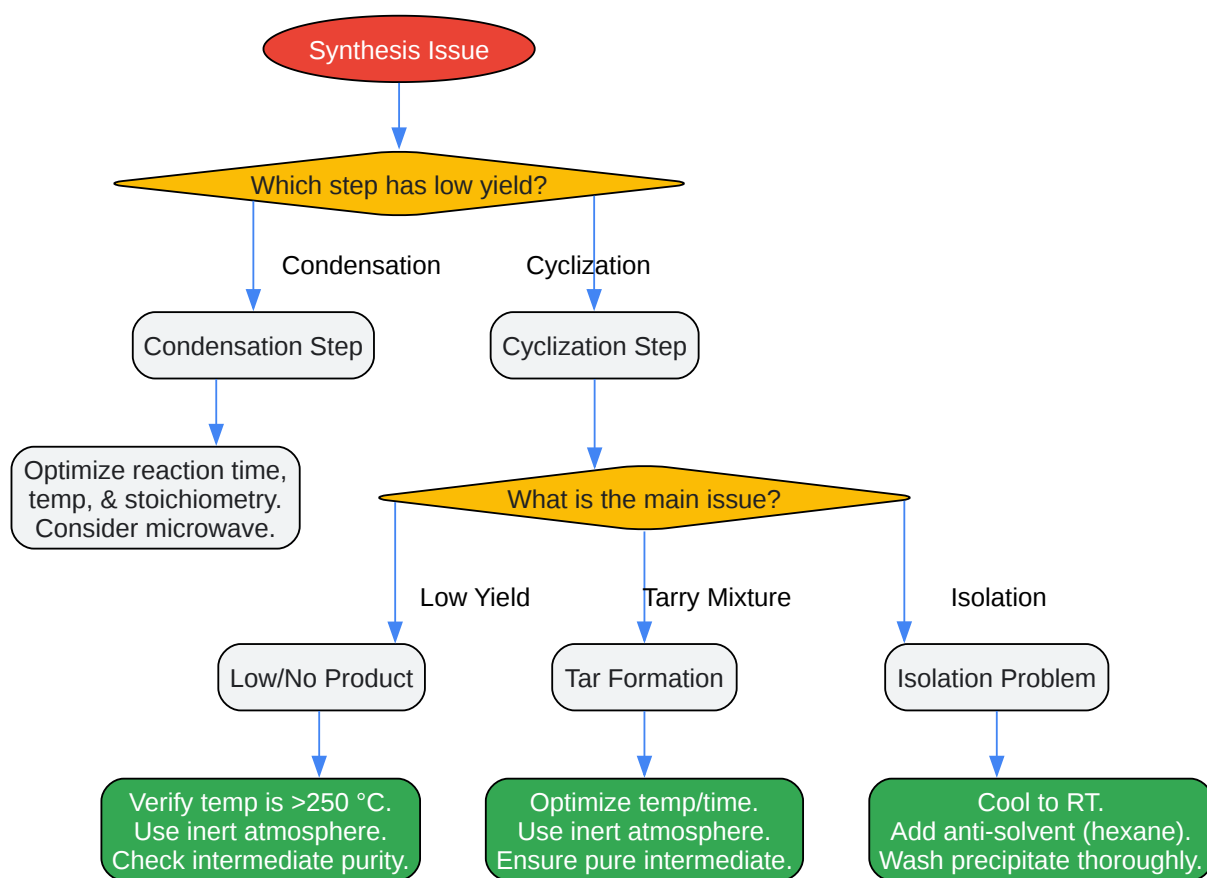 Synthesis Issue
Which step has low yield?
Condensation
Cyclization
Condensation Step
Cyclization Step
Optimize reaction time,
temp, & stoichiometry.
Consider microwave.
What is the main issue?
Low Yield
Tarry Mixture
Isolation
Low/No Product
Tar Formation
Isolation Problem
Verify temp is >250 °C.
Use inert atmosphere.
Check intermediate purity.
Optimize temp/time.
Use inert atmosphere.
Ensure pure intermediate.
Cool to RT.
Add anti-solvent (hexane).
Wash precipitate thoroughly.